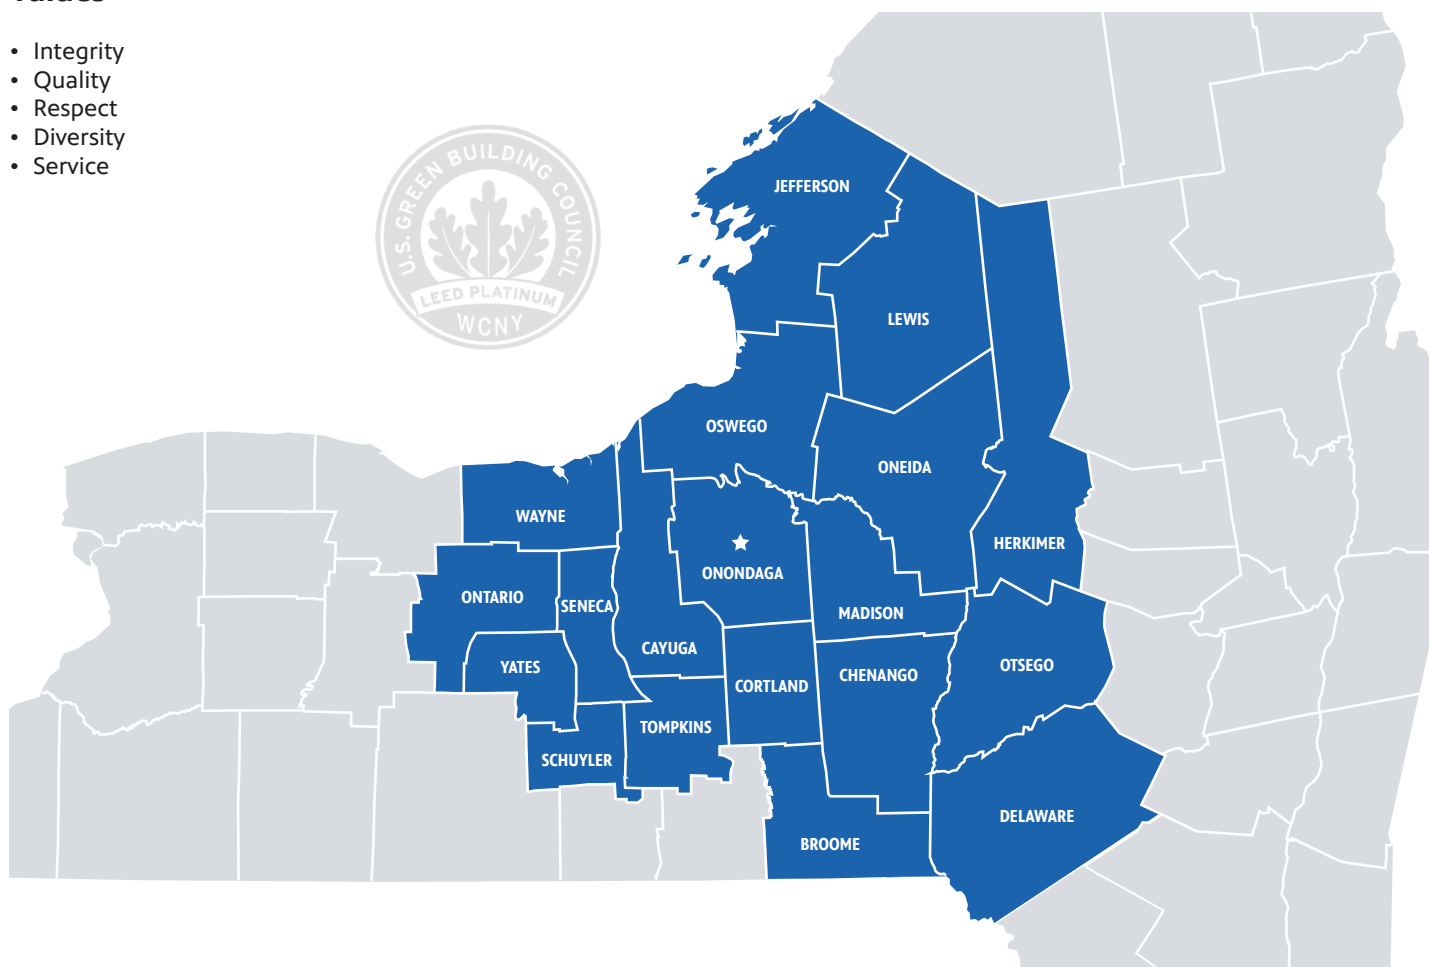 • Integrity
• Quality
• Respect
• Diversity
• Service
U.S. GREEN BUILDING COUNCIL
LEED PLATINUM
WCNY
JEFFERSON
LEWIS
OSWEGO
ONEIDA
WAYNE
HERKIMER
ONONDAGA
ONTARIO
SENECA
MADISON
CAYUGA
YATES
OTSEGO
CHENANGO
CORTLAND
TOMPKINS
SCHUYLER
DELAWARE
BROOME